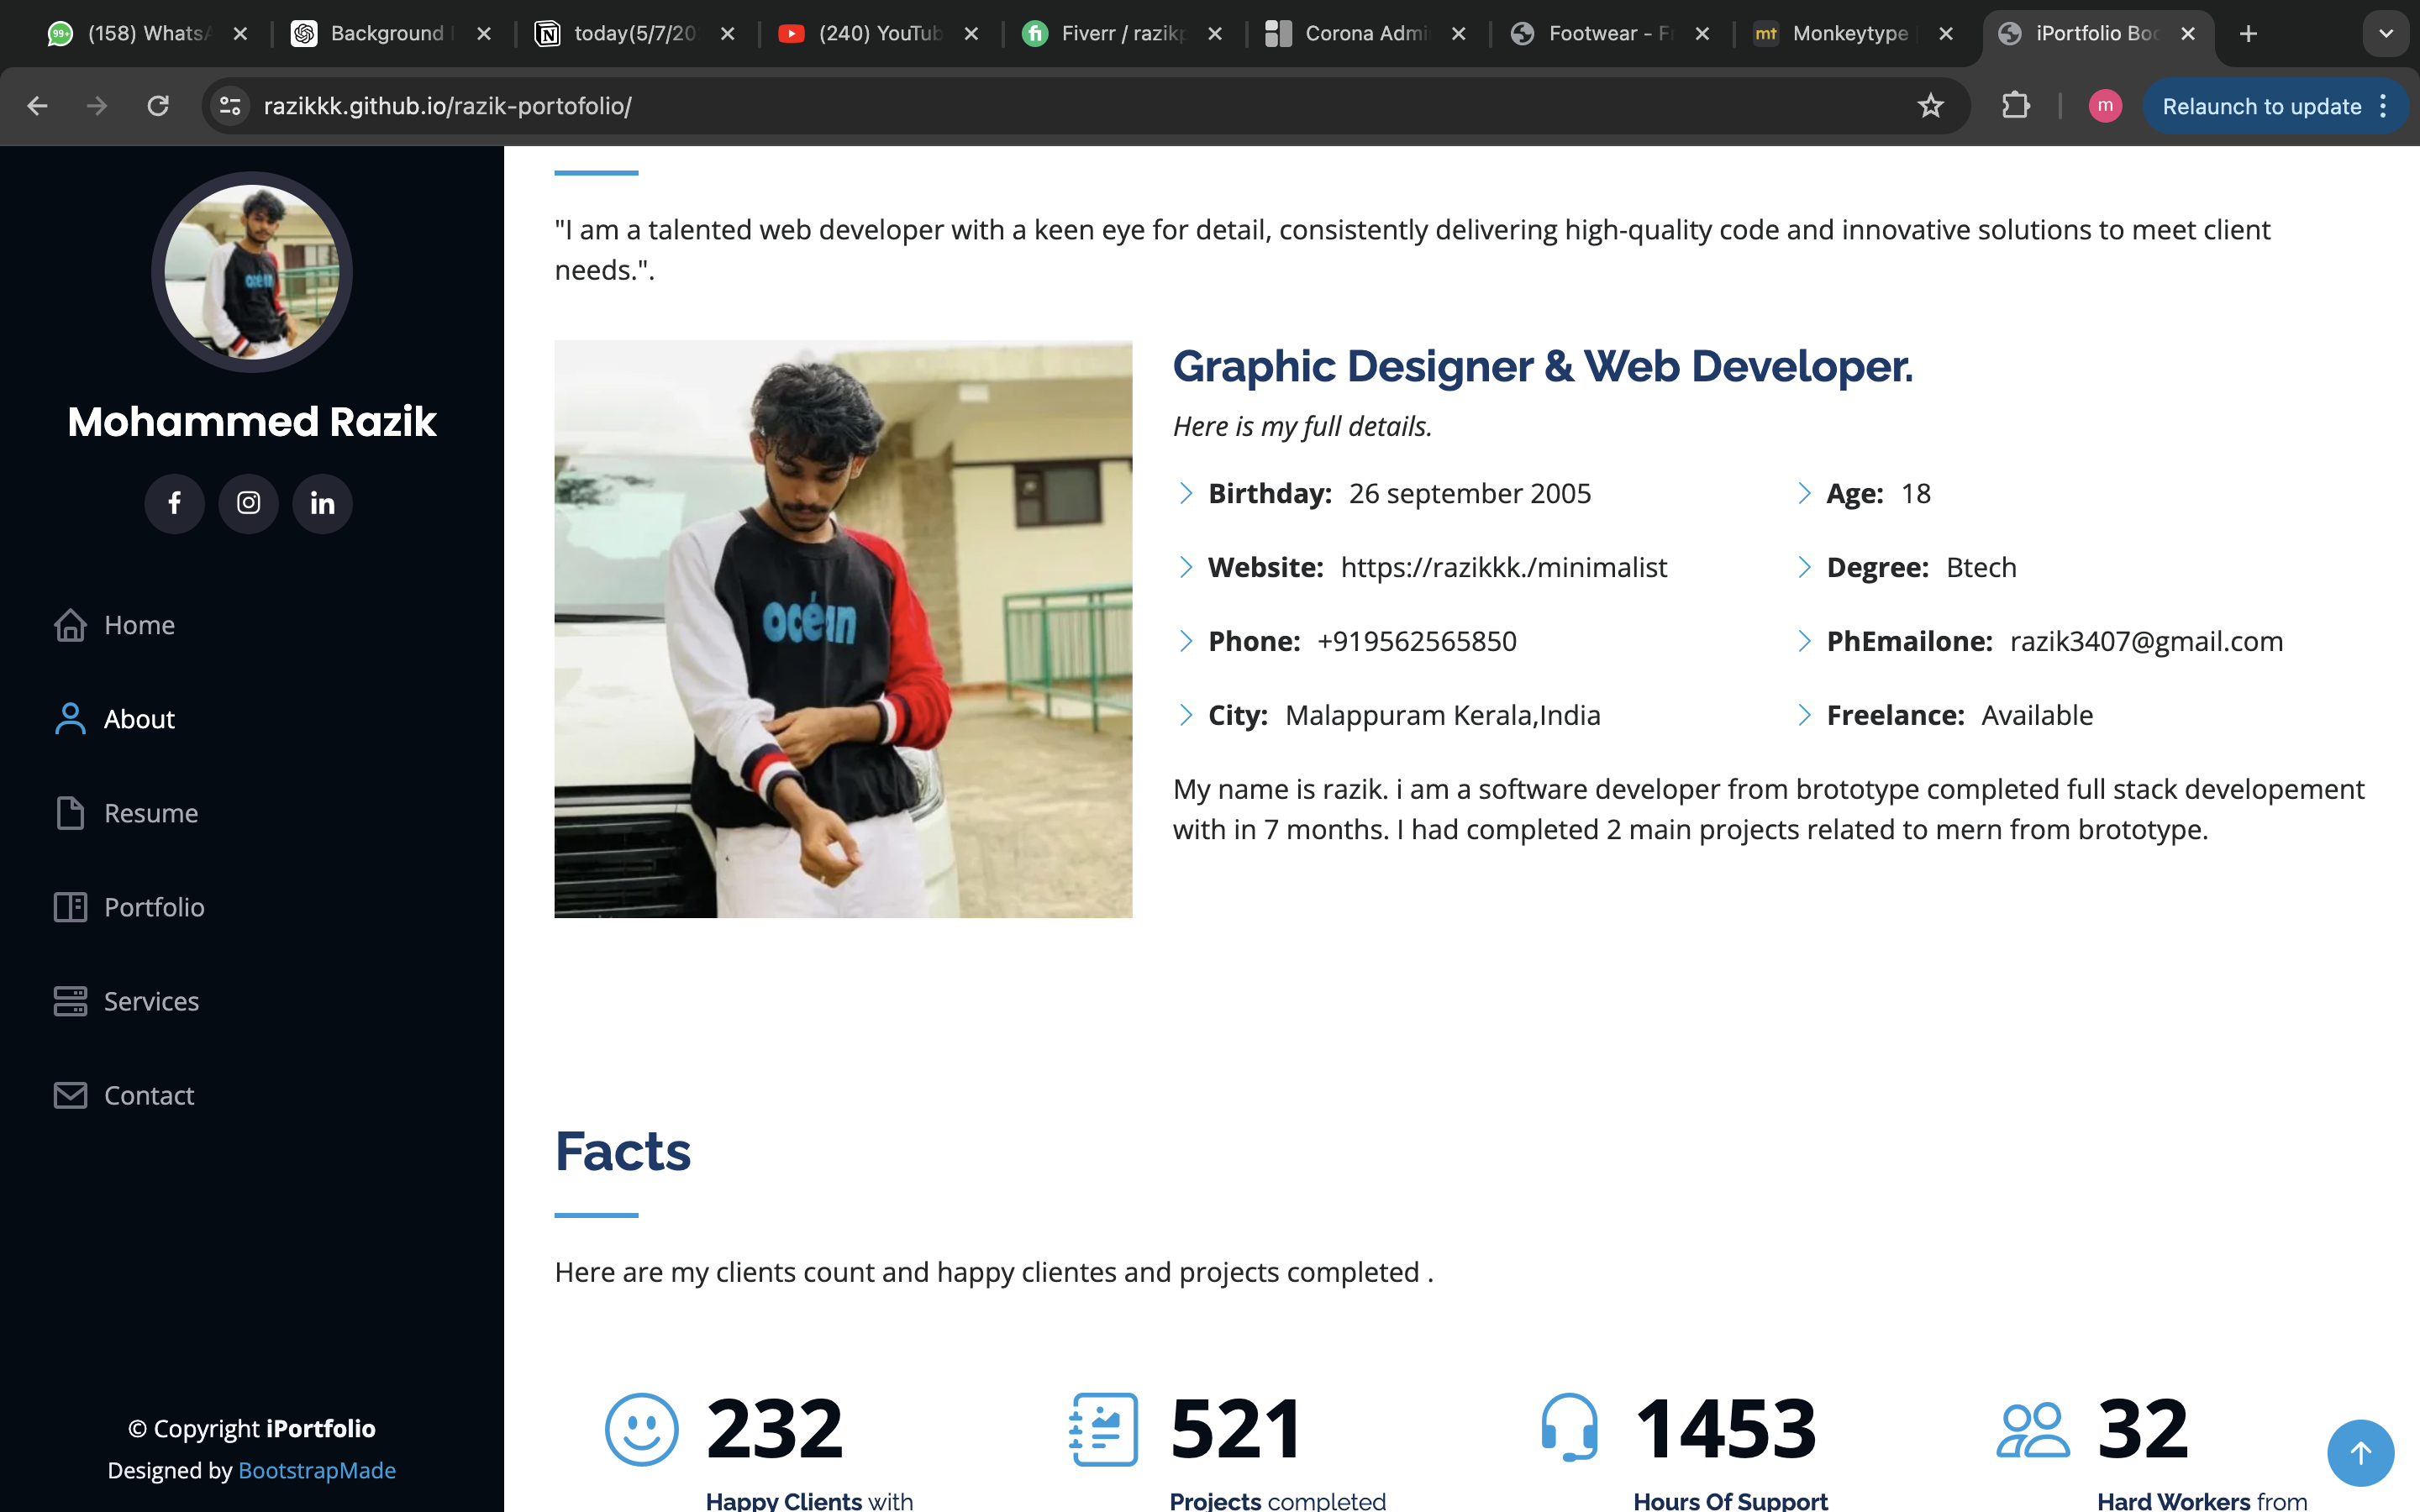 (158) Whats
Background
today(5/7/20
(240) YouTub
Fiverr / razik
Corona Admi
Footwear - F
mt Monkeytype
iPortfolio Boo
razikkk.github.io/razik-portofolio/
m
Relaunch to update
Mohammed Razik
Home
About
Resume
Portfolio
Services
Contact
© Copyright iPortfolio
Designed by BootstrapMade
"I am a talented web developer with a keen eye for detail, consistently delivering high-quality code and innovative solutions to meet client
needs.".
océan
Graphic Designer & Web Developer.
Here is my full details.
Birthday: 26 september 2005
Age: 18
Website: https://razikkk./minimalist
Degree: Btech
Phone: +919562565850
PhEmailone: razik3407@gmail.com
City: Malappuram Kerala,India
Freelance: Available
My name is razik. i am a software developer from brototype completed full stack developement
with in 7 months. I had completed 2 main projects related to mern from brototype.
Facts
Here are my clients count and happy clientes and projects completed .
232
Happy Clients with
521
Projects completed
1453
Hours Of Support
32
Hard Workers from